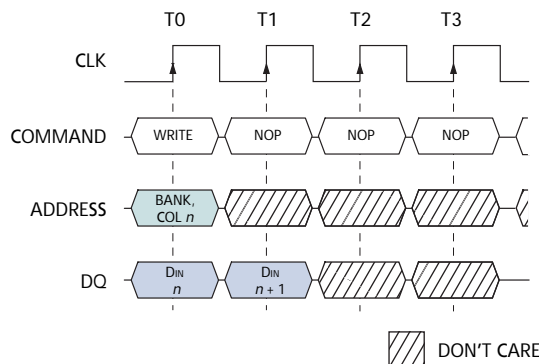 T0 T1 T2 T3
CLK
COMMAND WRITE NOP NOP NOP
ADDRESS BANK,
COL n
DQ DIN DIN
n n + 1
DON'T CARE